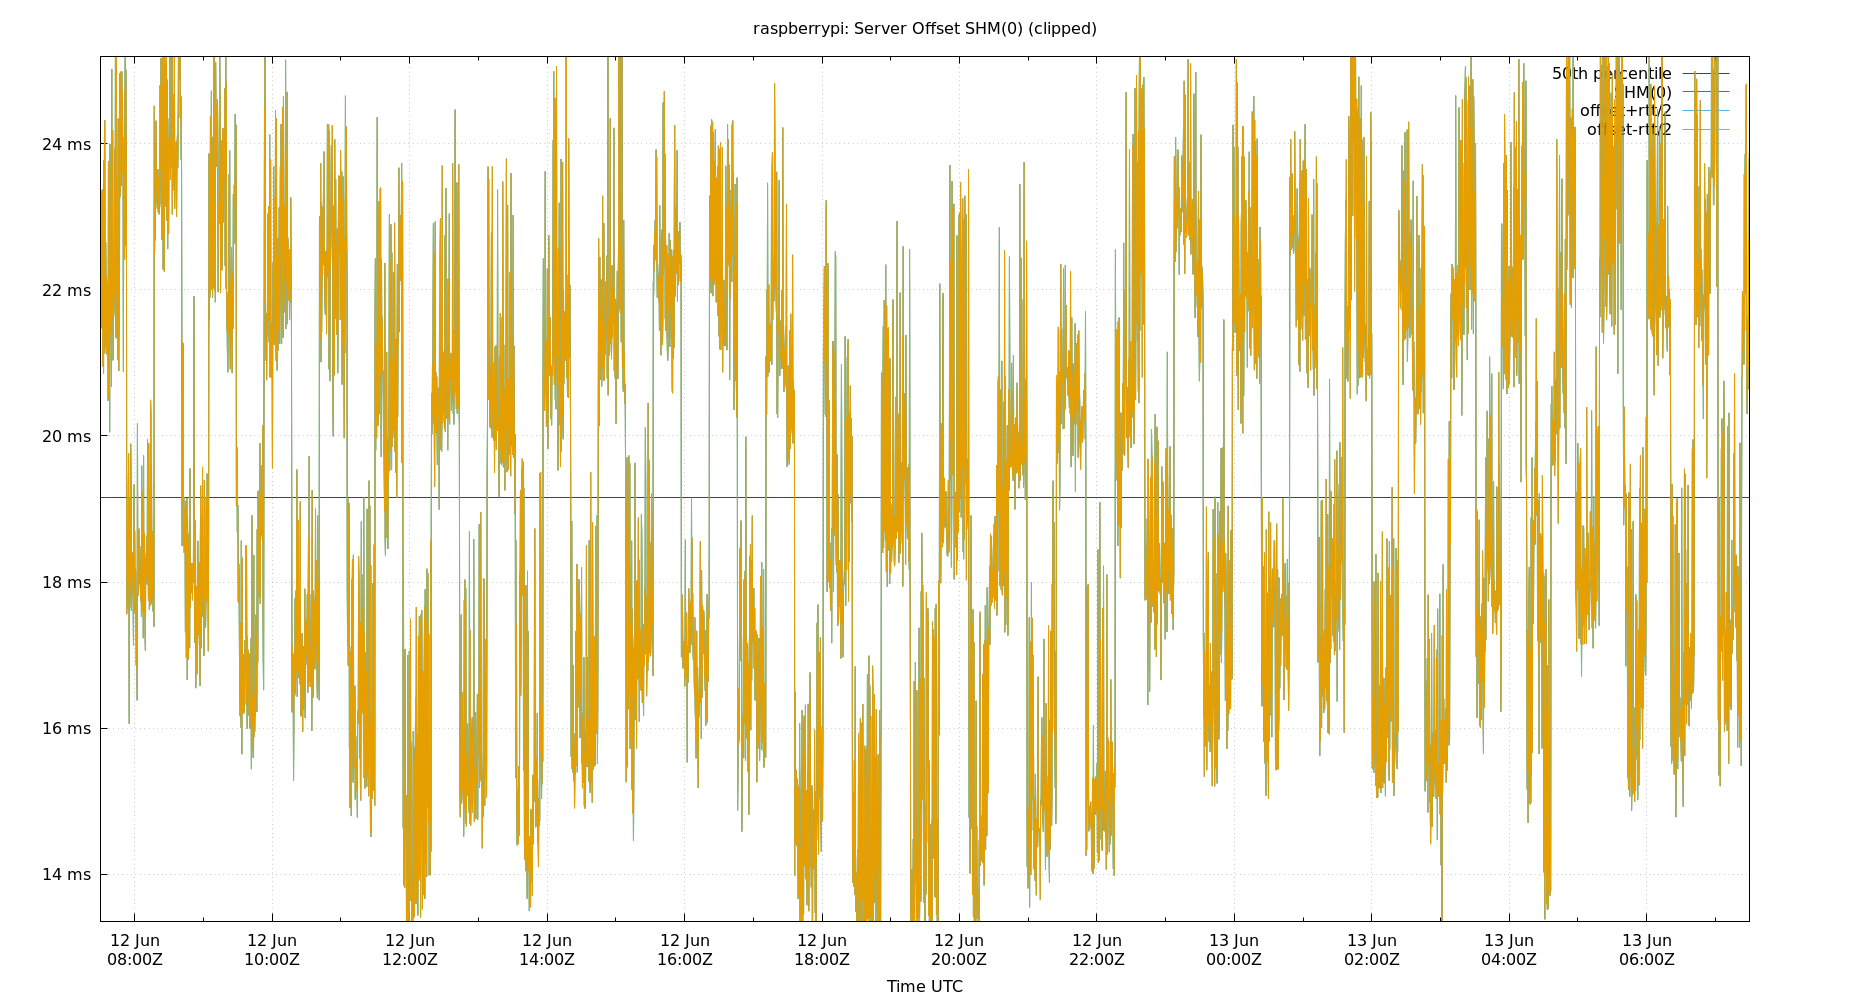 raspberrypi: Server Offset SHM(0) (clipped)
50th percentile
SHM(0)
offset+rtt/2
offset-rtt/2
24 ms
22 ms
20 ms
18 ms
16 ms
14 ms
12 Jun 12 Jun 12 Jun 12 Jun 12 Jun 12 Jun 12 Jun 12 Jun 13 Jun 13 Jun 13 Jun 13 Jun
08:00Z 10:00Z 12:00Z 14:00Z 16:00Z 18:00Z 20:00Z 22:00Z 00:00Z 02:00Z 04:00Z 06:00Z
Time UTC